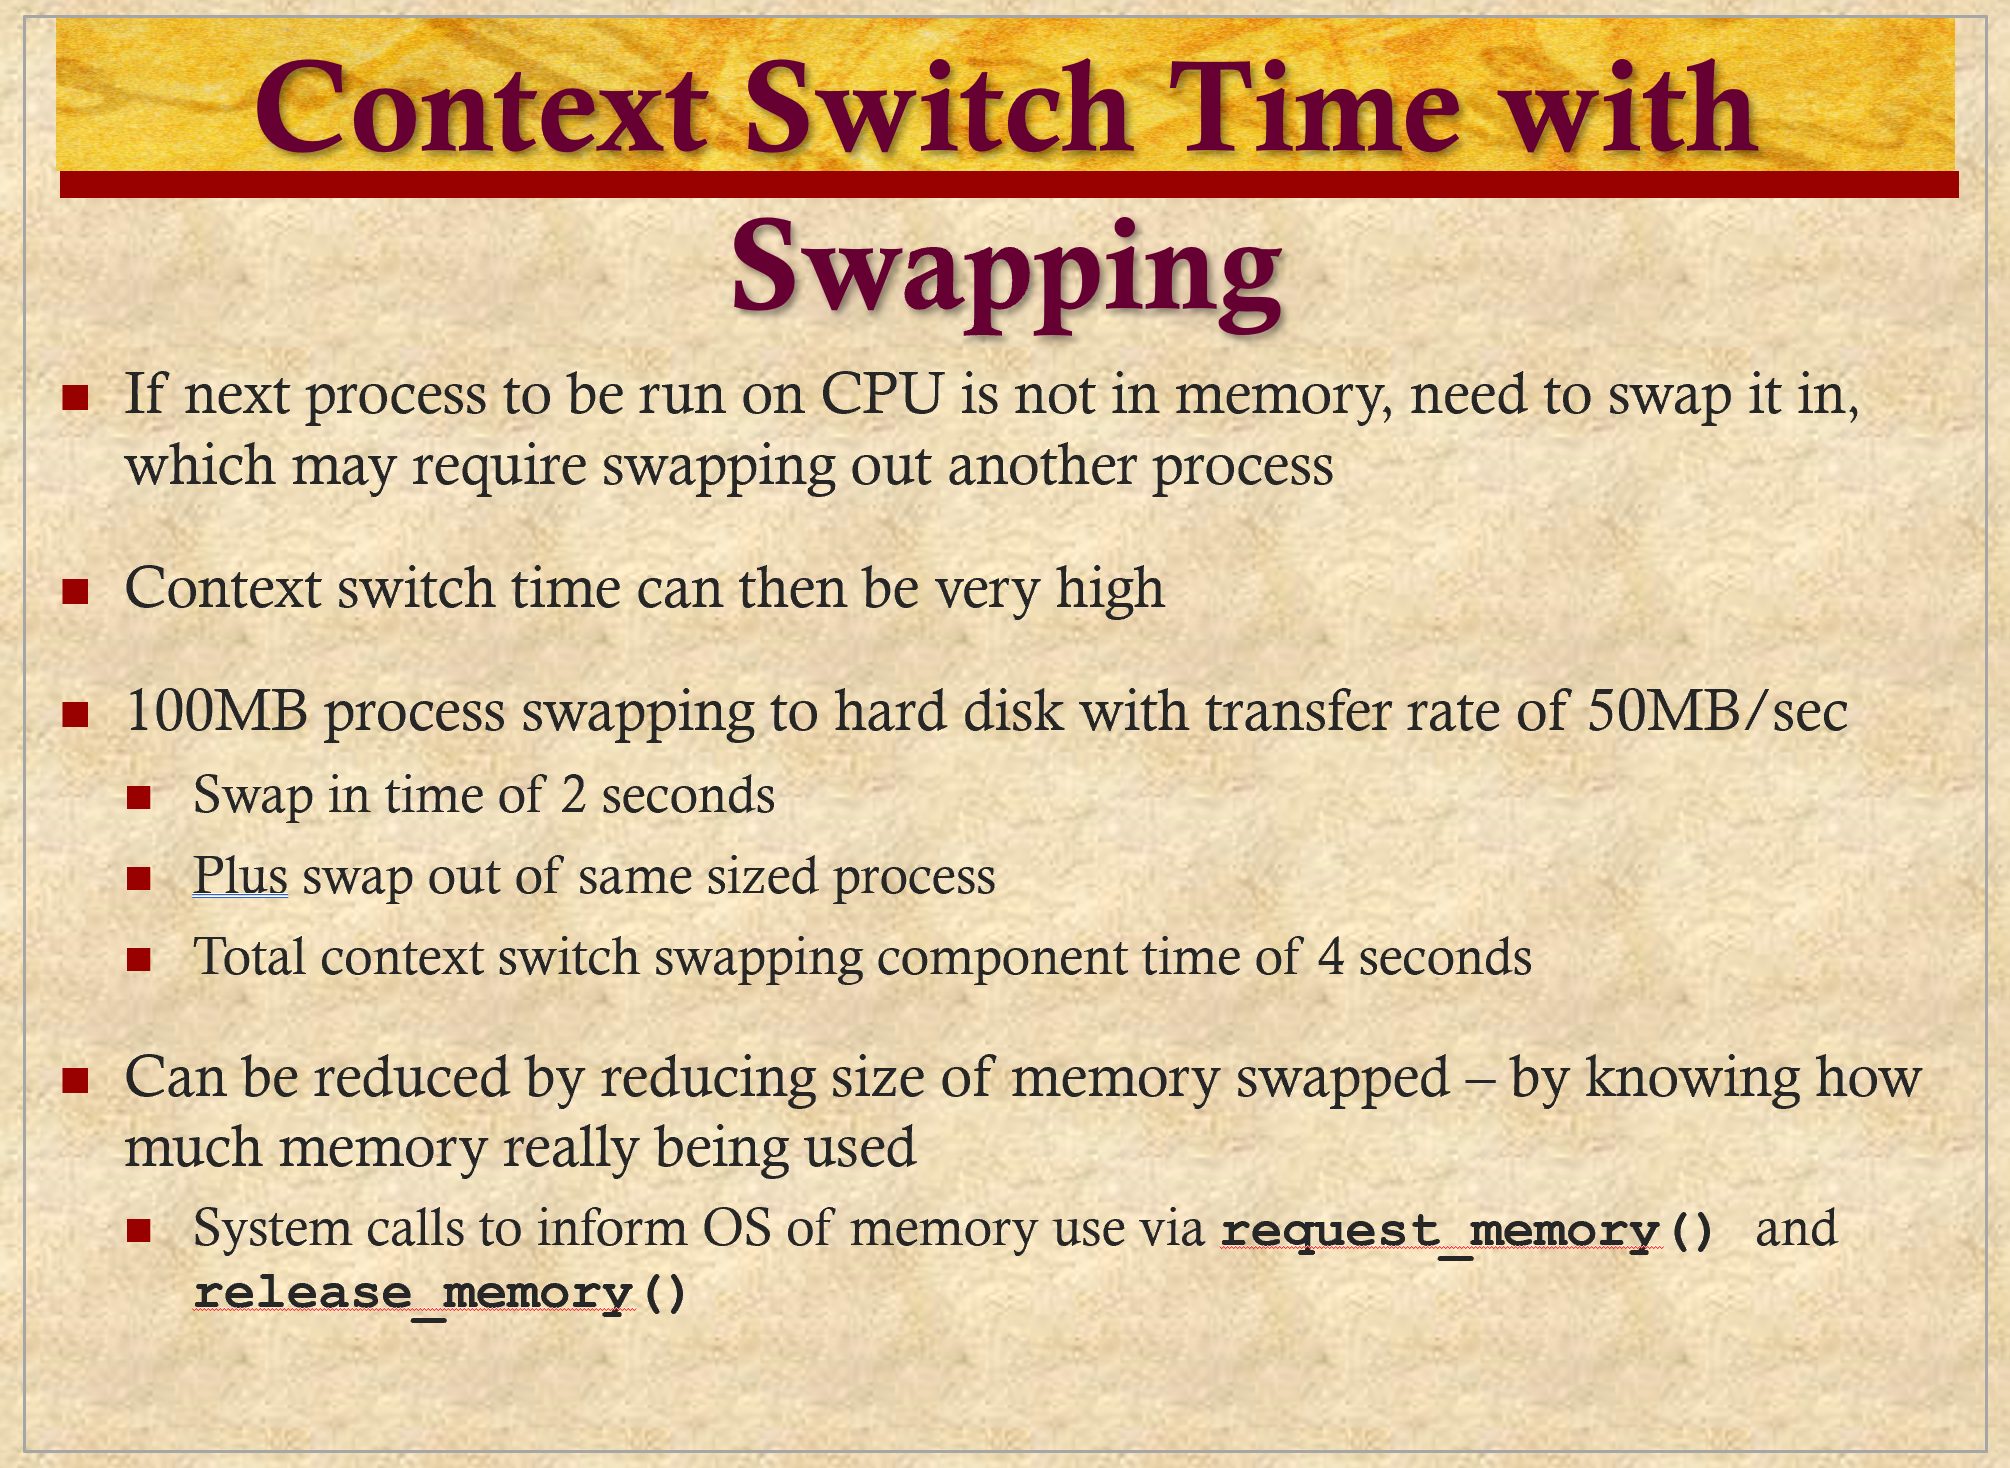 Context Switch Time with
Swapping
If next process to be run on CPU is not in memory, need to swap it in,
which may require swapping out another process
Context switch time can then be very high
100MB process swapping to hard disk with transfer rate of 50MB/sec
Swap in time of 2 seconds
Plus swap out of same sized process
Total context switch swapping component time of 4 seconds
Can be reduced by reducing size of memory swapped – by knowing how
much memory really being used
System calls to inform OS of memory use via request_memory() and
release_memory()